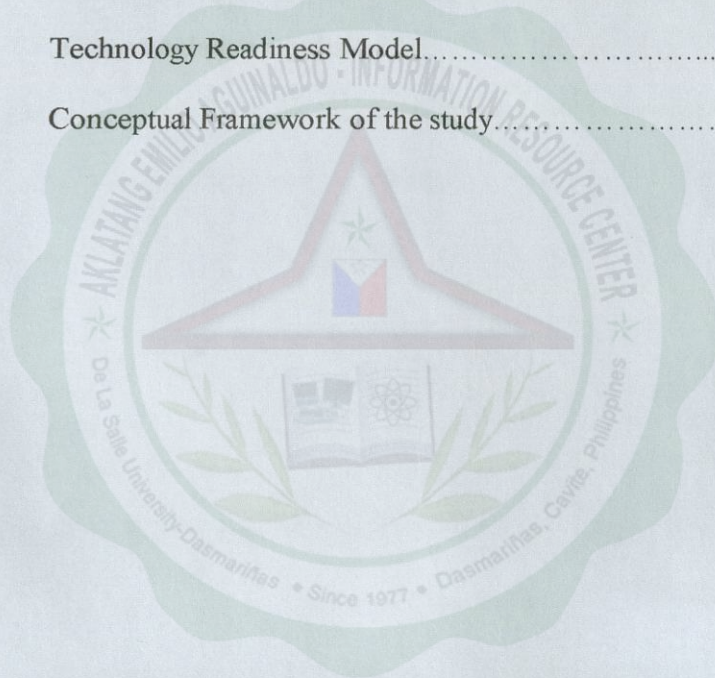 Technology Readiness Model..............................
Conceptual Framework of the study.......................
AKLATANG EMILIO AGUINALDO - INFORMATION RESOURCE CENTER
De La Salle University-Dasmariñas • Since 1977 • Dasmariñas, Cavite, Philippines